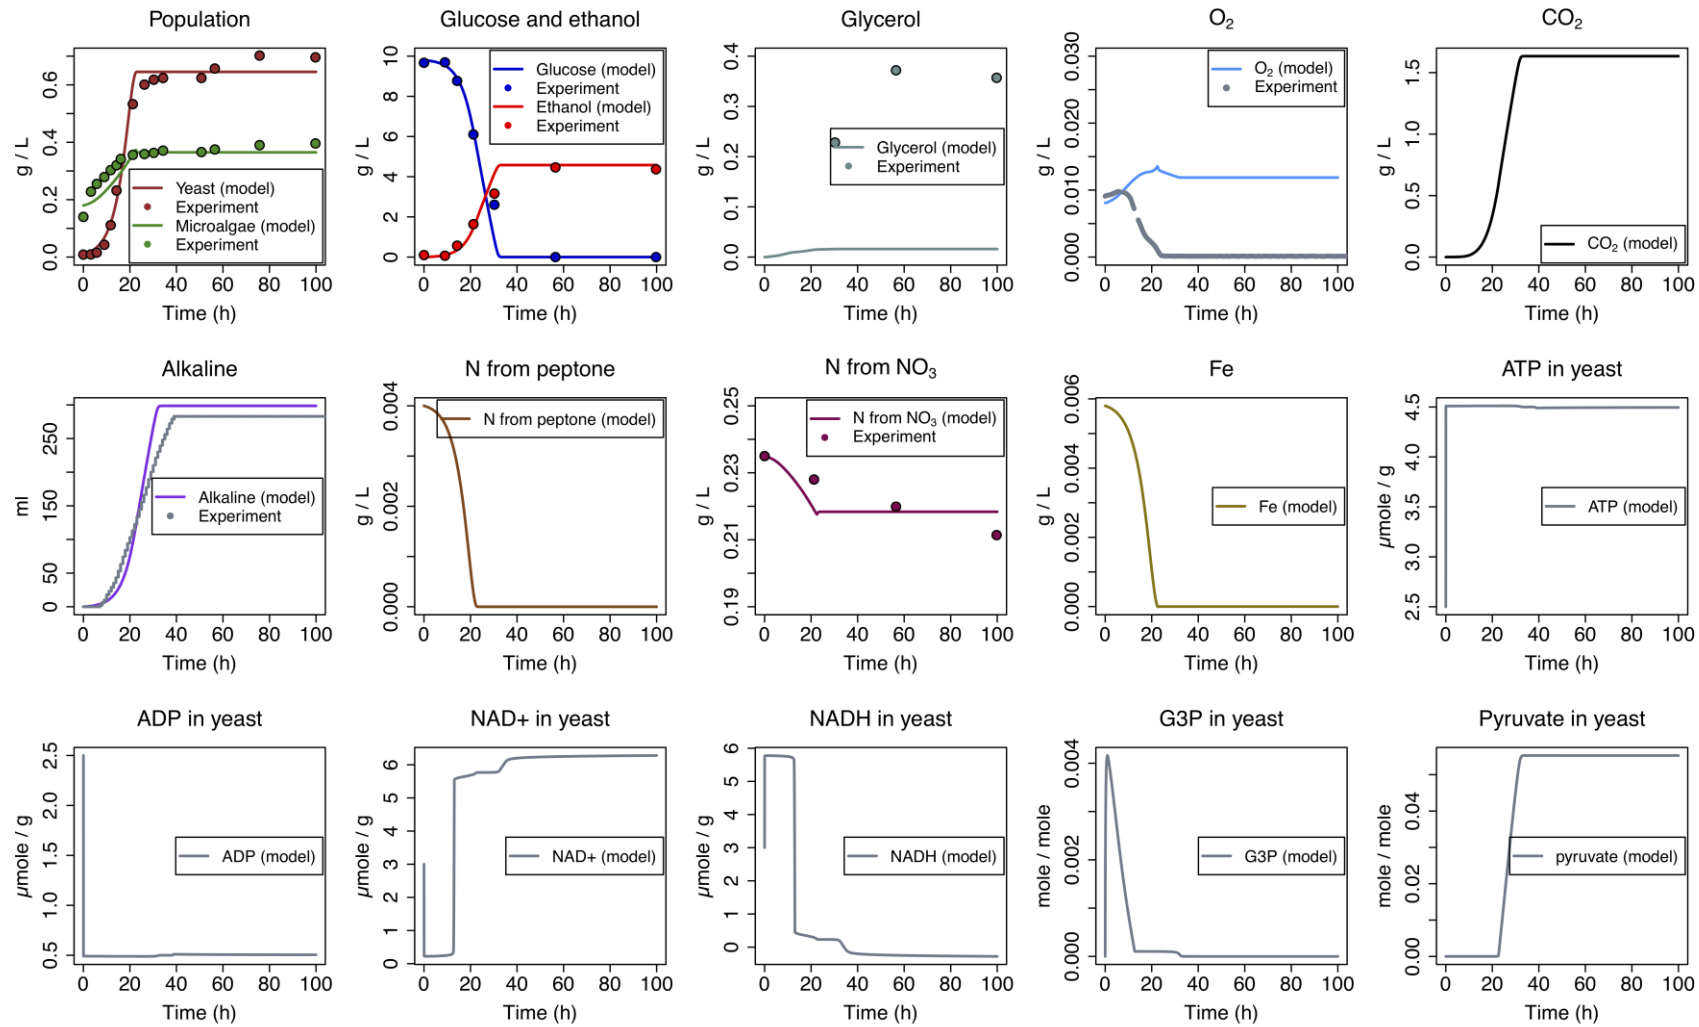 Population
Glucose and ethanol
Glycerol
O₂
CO₂
g / L
0.0
0.2
0.4
0.6
Yeast (model)
Experiment
Microalgae (model)
Experiment
0 20 40 60 80 100
Time (h)
g / L
0 2 4 6 8 10
Glucose (model)
Experiment
Ethanol (model)
Experiment
0 20 40 60 80 100
Time (h)
g / L
0.0 0.1 0.2 0.3 0.4
Glycerol (model)
Experiment
0 20 40 60 80 100
Time (h)
g / L
0.000 0.010 0.020 0.030
O₂ (model)
Experiment
0 20 40 60 80 100
Time (h)
g / L
0.0 0.5 1.0 1.5
CO₂ (model)
0 20 40 60 80 100
Time (h)
Alkaline
N from peptone
N from NO₃
Fe
ATP in yeast
ml
0 50 150 250
Alkaline (model)
Experiment
0 20 40 60 80 100
Time (h)
g / L
0.000 0.002 0.004
N from peptone (model)
0 20 40 60 80 100
Time (h)
g / L
0.19 0.21 0.23 0.25
N from NO₃ (model)
Experiment
0 20 40 60 80 100
Time (h)
g / L
0.000 0.002 0.004 0.006
Fe (model)
0 20 40 60 80 100
Time (h)
µmole / g
2.5 3.0 3.5 4.0 4.5
ATP (model)
0 20 40 60 80 100
Time (h)
ADP in yeast
NAD+ in yeast
NADH in yeast
G3P in yeast
Pyruvate in yeast
µmole / g
0.5 1.0 1.5 2.0 2.5
ADP (model)
0 20 40 60 80 100
Time (h)
µmole / g
0 1 2 3 4 5 6
NAD+ (model)
0 20 40 60 80 100
Time (h)
µmole / g
0 1 2 3 4 5 6
NADH (model)
0 20 40 60 80 100
Time (h)
mole / mole
0.000 0.002 0.004
G3P (model)
0 20 40 60 80 100
Time (h)
mole / mole
0.00 0.02 0.04
pyruvate (model)
0 20 40 60 80 100
Time (h)